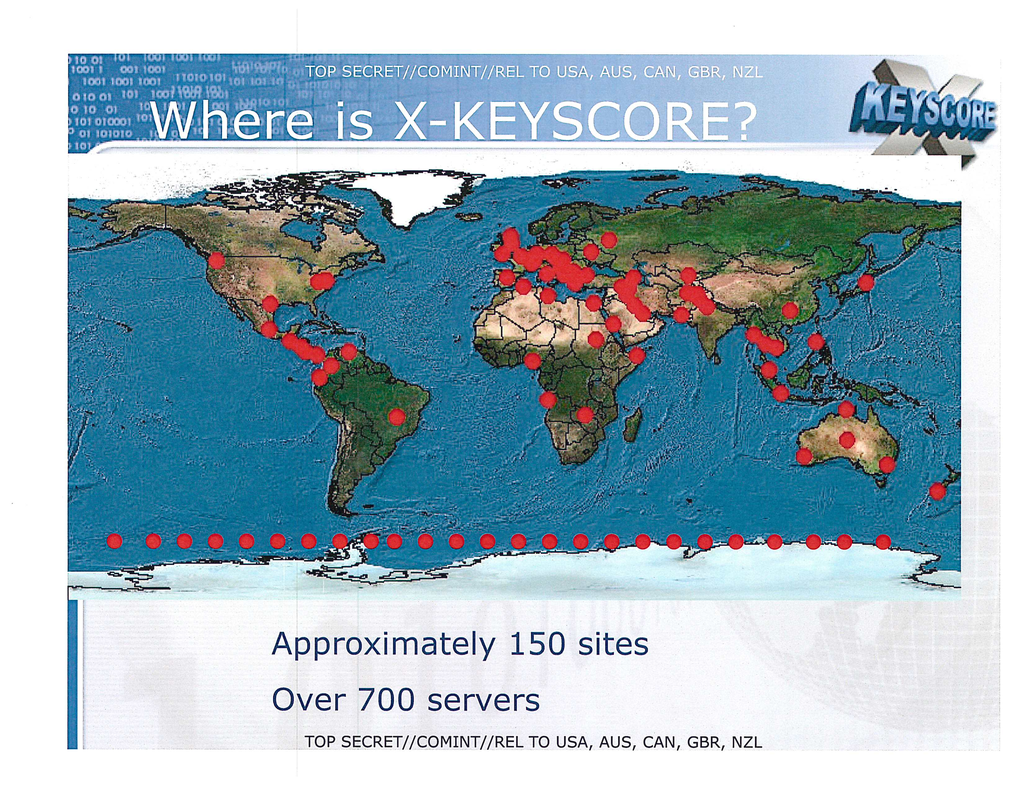 TOP SECRET//COMINT//REL TO USA, AUS, CAN, GBR, NZL
Where is X-KEYSCORE?
X
KEYSCORE
Approximately 150 sites
Over 700 servers
TOP SECRET//COMINT//REL TO USA, AUS, CAN, GBR, NZL